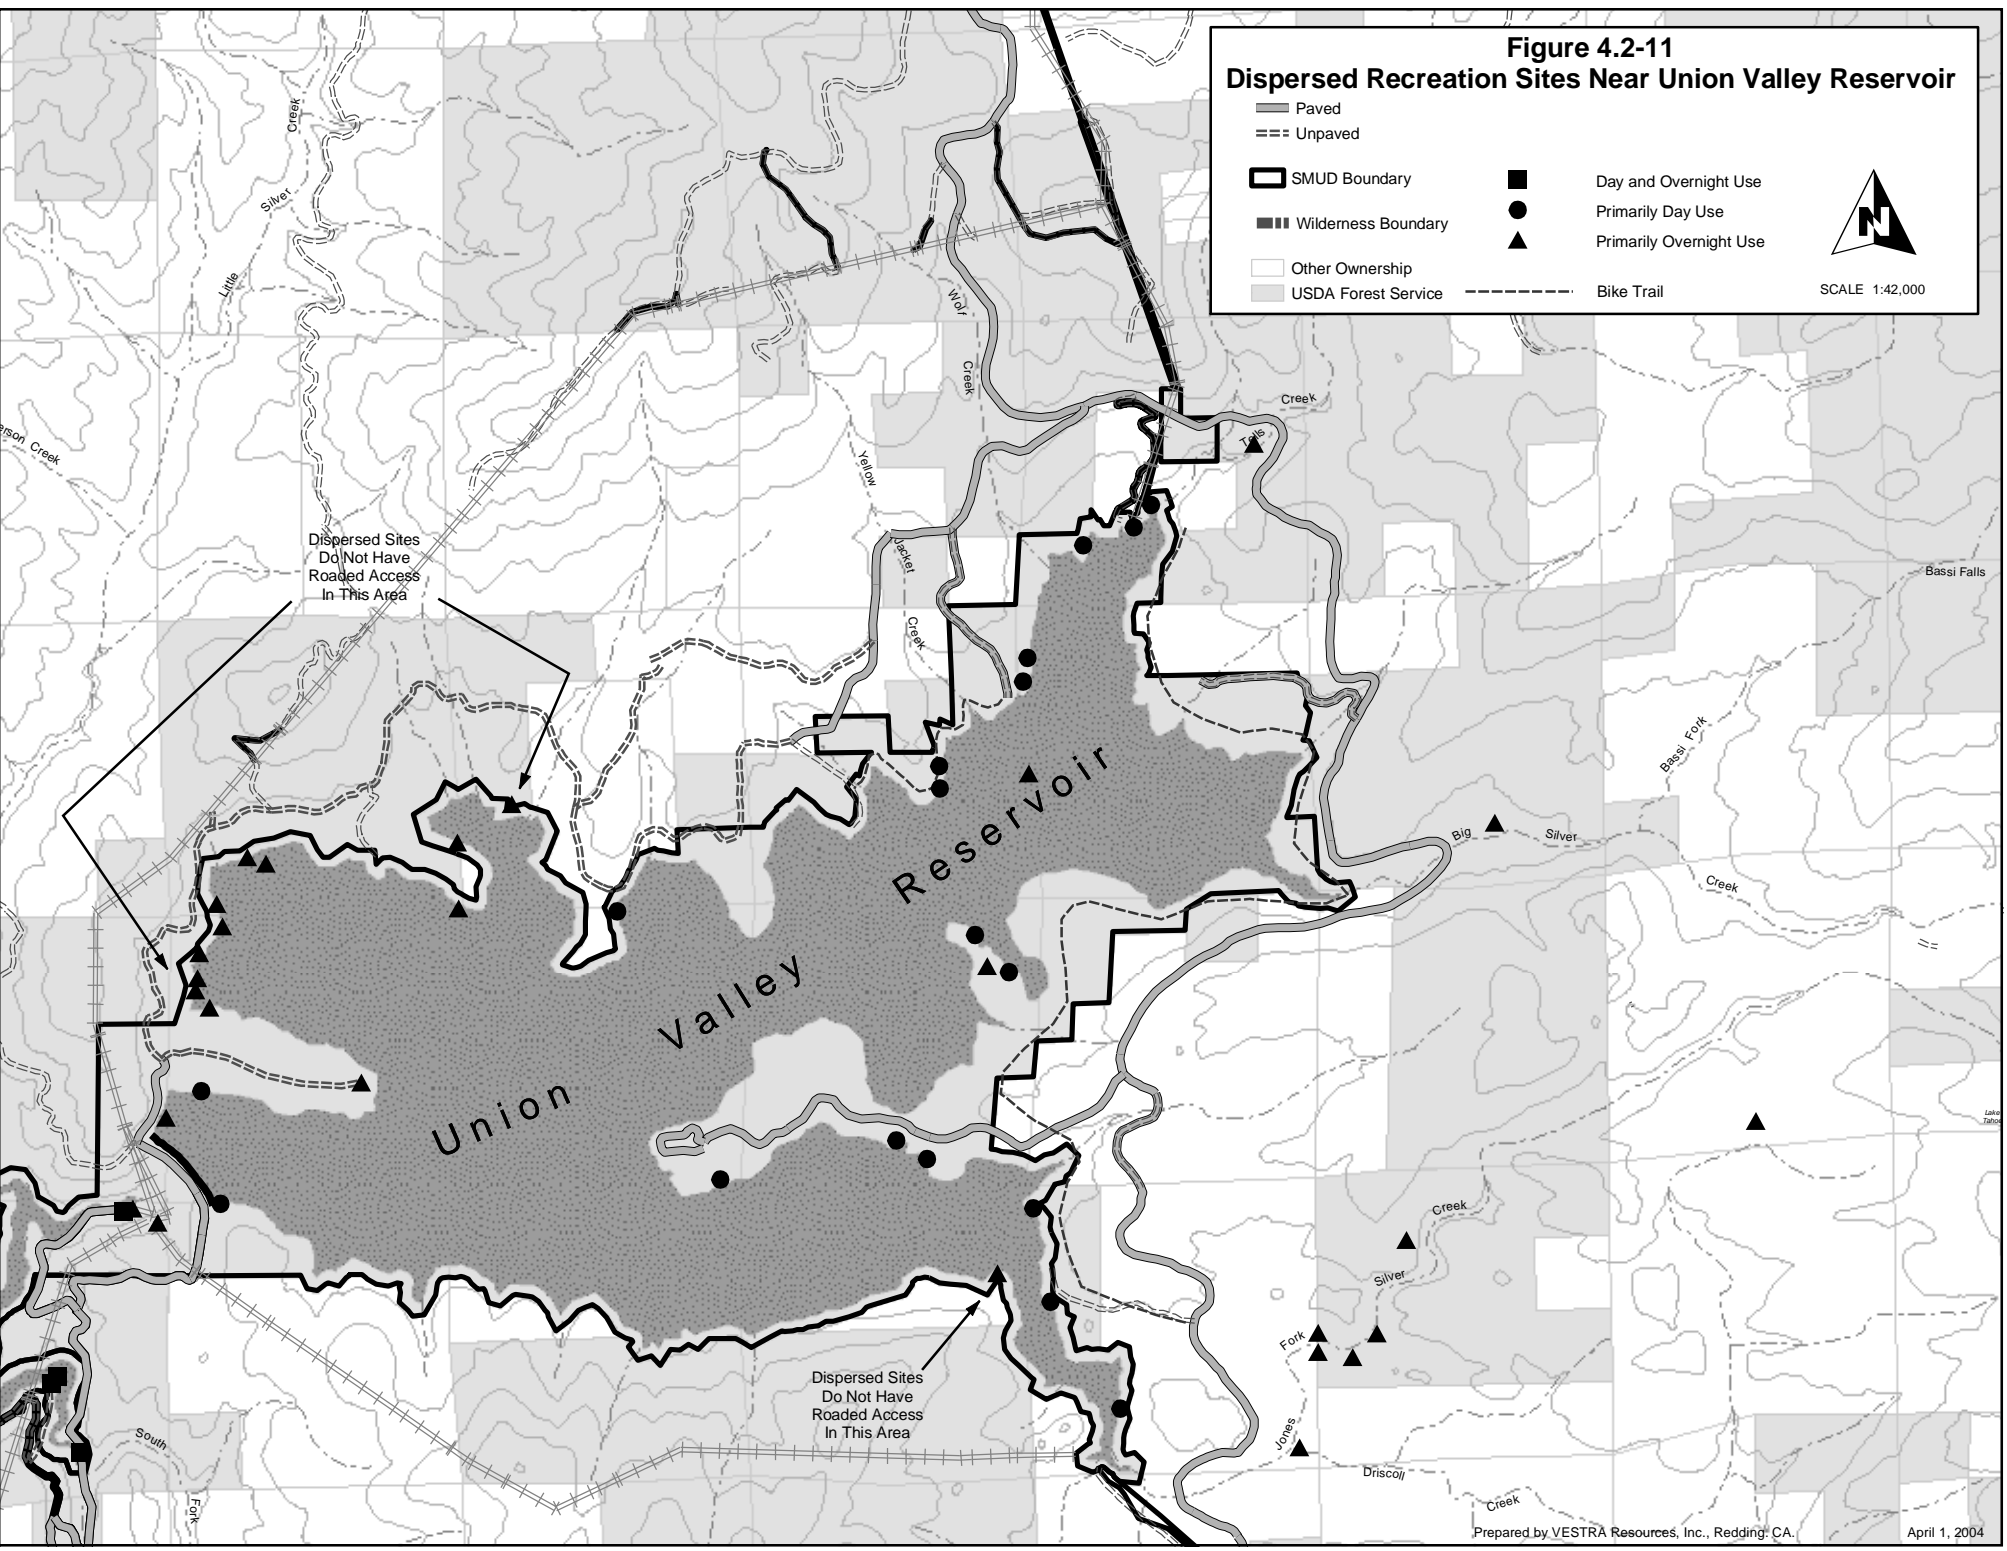 Figure 4.2-11
Dispersed Recreation Sites Near Union Valley Reservoir
Paved
Unpaved
SMUD Boundary
Wilderness Boundary
Other Ownership
USDA Forest Service
Day and Overnight Use
Primarily Day Use
Primarily Overnight Use
Bike Trail
N
SCALE 1:42,000
Little
Silver
Creek
erson Creek
Wolf
Creek
Yellow
Jacket
Creek
Tells
Creek
Bassi Falls
Bassi Fork
Dispersed Sites
Do Not Have
Roaded Access
In This Area
Big
Silver
Creek
Union
Valley
Reservoir
Lake
Tahoe
Jones
Fork
Silver
Creek
Dispersed Sites
Do Not Have
Roaded Access
In This Area
South
Fork
Driscoll
Creek
Prepared by VESTRA Resources, Inc., Redding. CA.
April 1, 2004